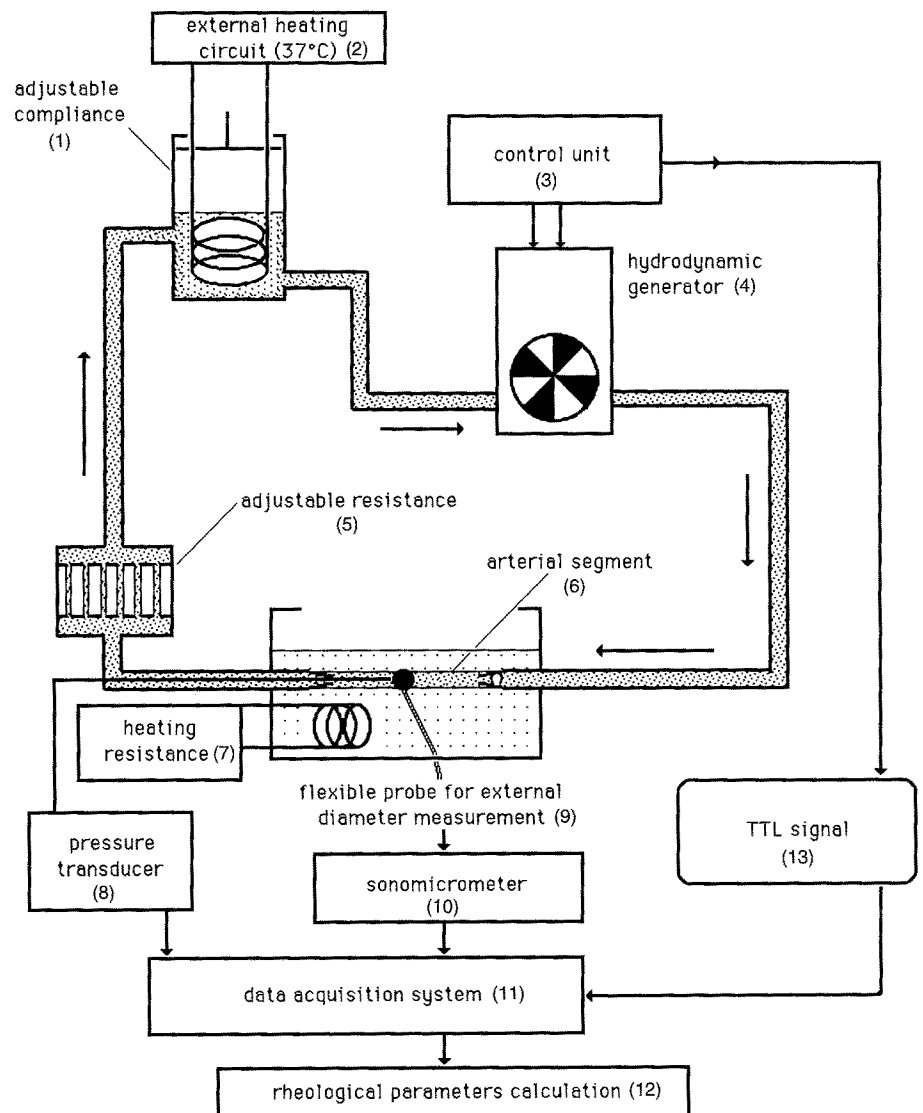 external heating
circuit (37°C) (2)
adjustable
compliance
(1)
control unit
(3)
hydrodynamic
generator (4)
adjustable resistance
(5)
arterial segment
(6)
heating
resistance (7)
flexible probe for external
diameter measurement (9)
pressure
transducer
(8)
TTL signal
(13)
sonomicrometer
(10)
data acquisition system (11)
rheological parameters calculation (12)